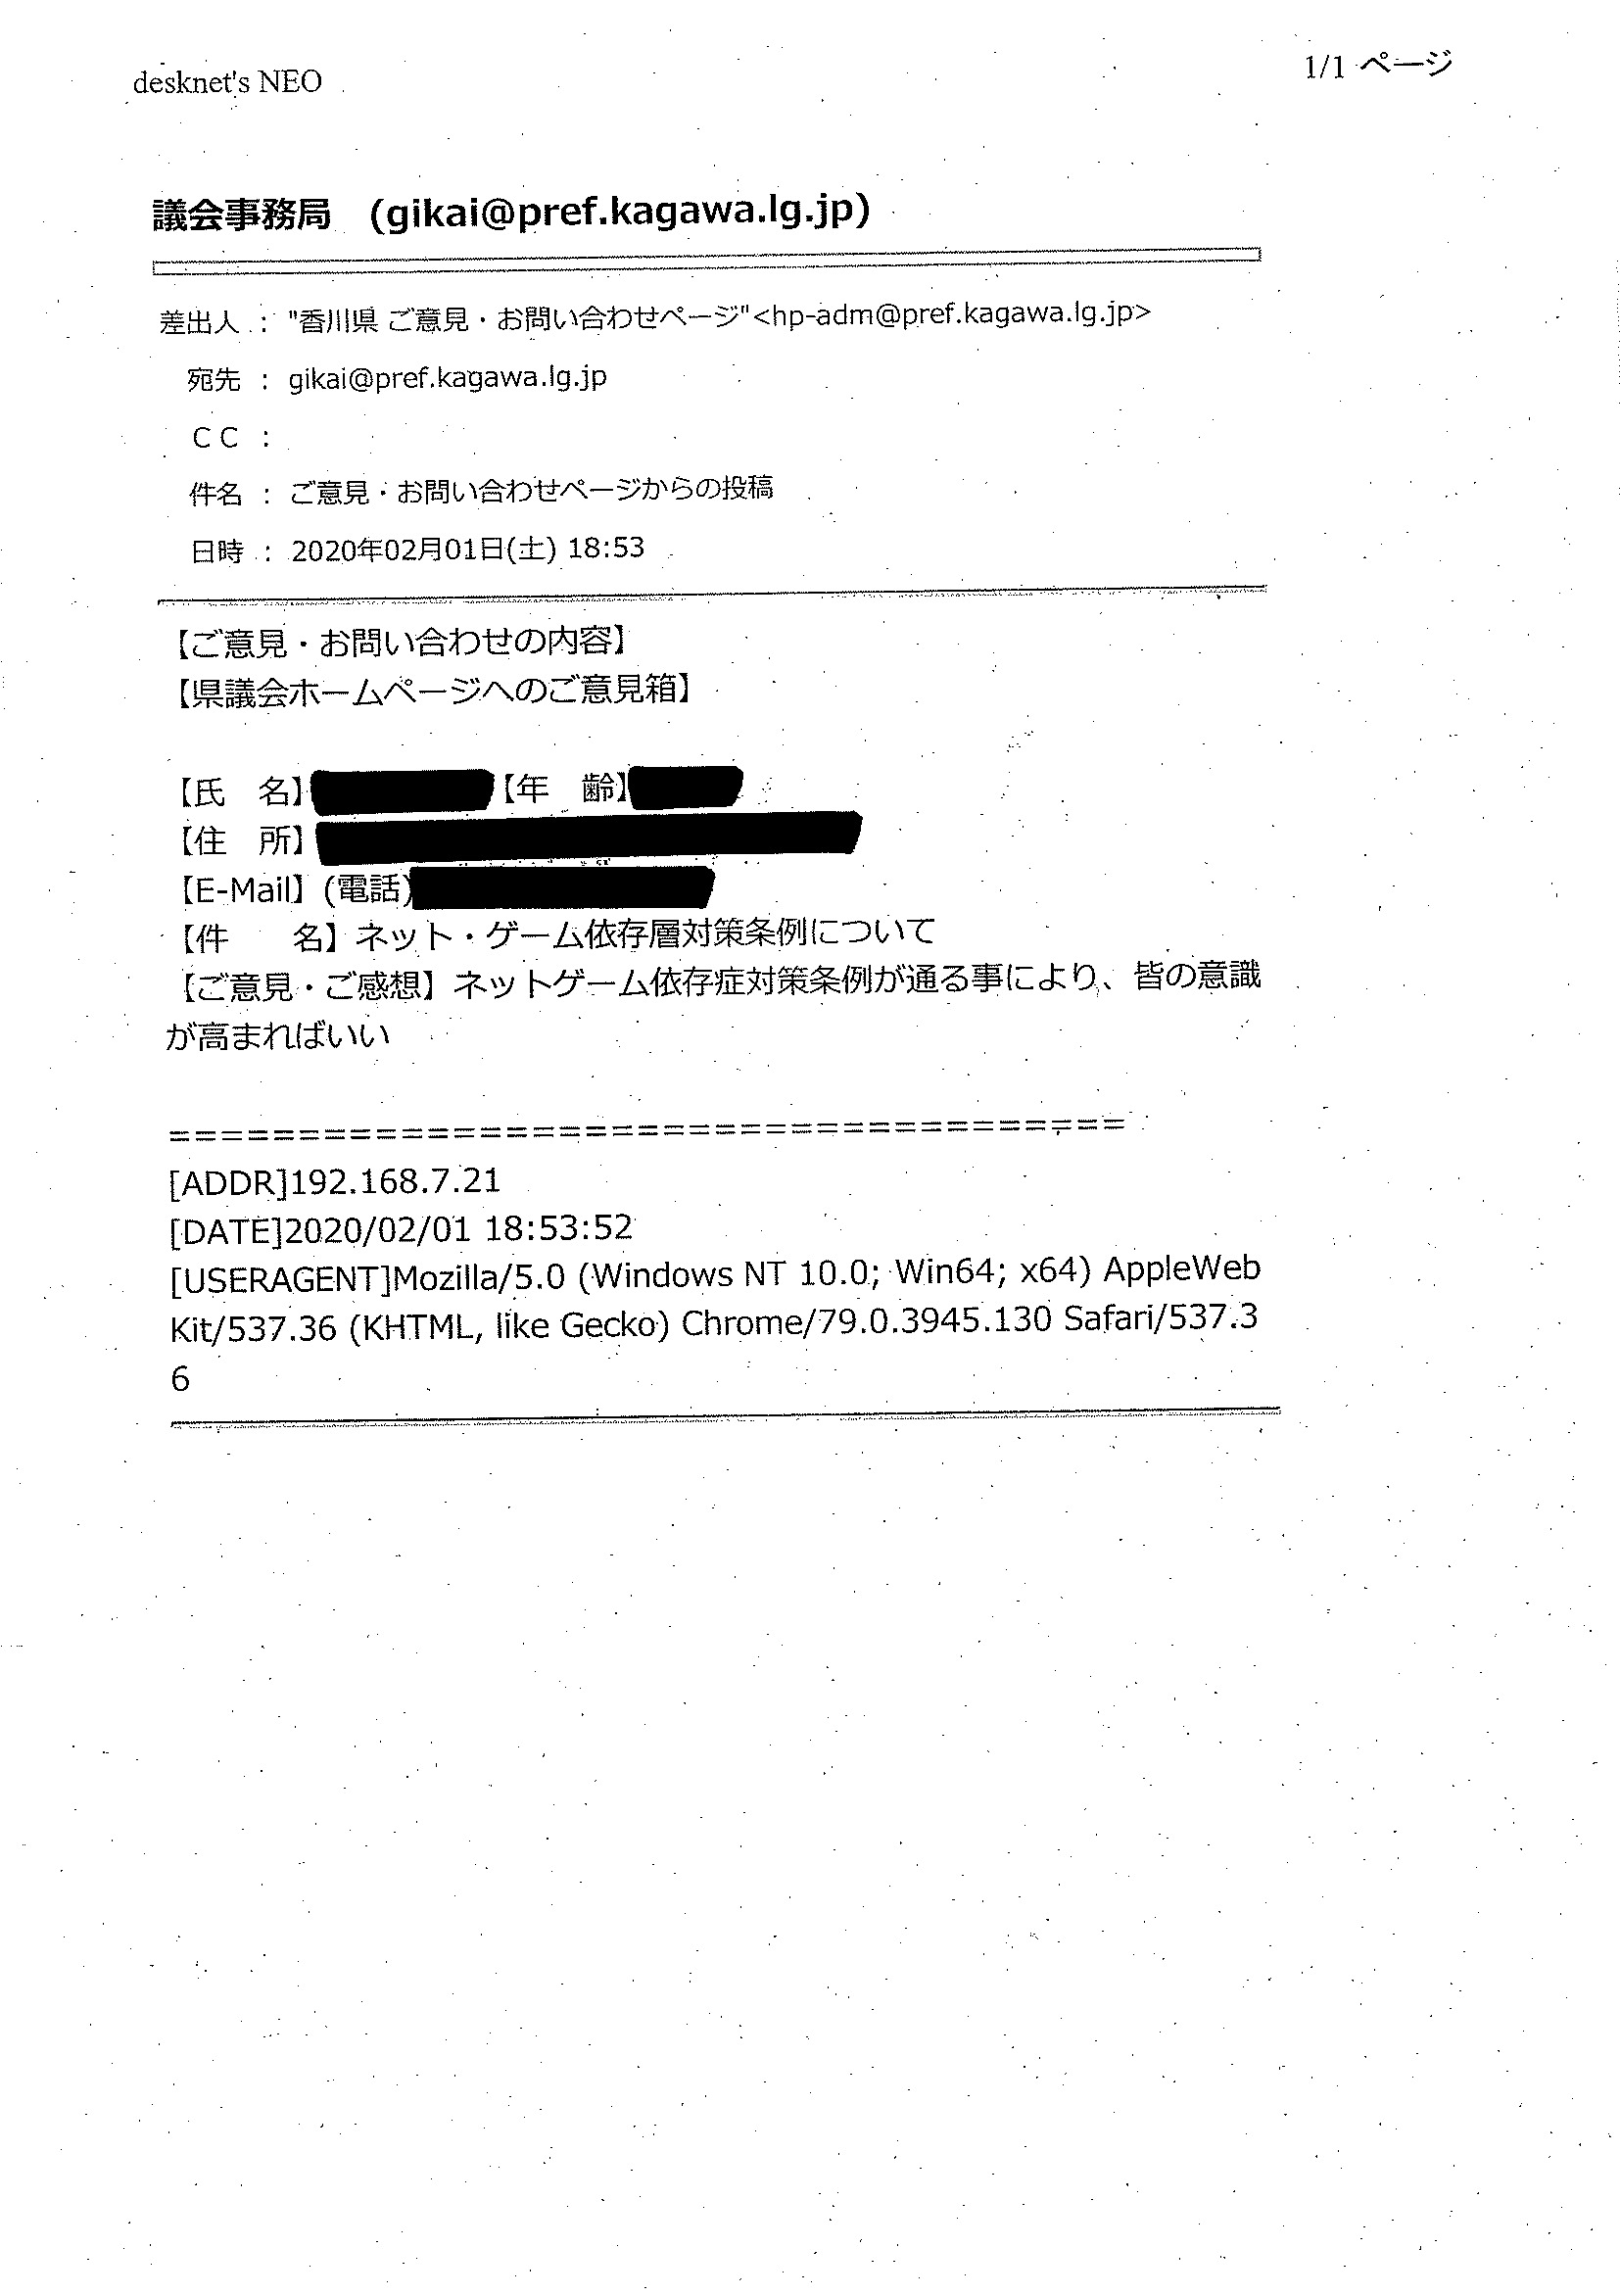 desknet's NEO
1/1 ページ
議会事務局 (gikai@pref.kagawa.lg.jp)
差出人 : "香川県 ご意見・お問い合わせページ"<hp-adm@pref.kagawa.lg.jp>
宛先 : gikai@pref.kagawa.lg.jp
CC :
件名 : ご意見・お問い合わせページからの投稿
日時 : 2020年02月01日(土) 18:53
【ご意見・お問い合わせの内容】
【県議会ホームページへのご意見箱】
【氏　名】【年　齢】
【住　所】
【E-Mail】(電話)
【件　　名】ネット・ゲーム依存層対策条例について
【ご意見・ご感想】ネットゲーム依存症対策条例が通る事により、皆の意識
が高まればいい
=====================================
[ADDR]192.168.7.21
[DATE]2020/02/01 18:53:52
[USERAGENT]Mozilla/5.0 (Windows NT 10.0; Win64; x64) AppleWeb
Kit/537.36 (KHTML, like Gecko) Chrome/79.0.3945.130 Safari/537.3
6